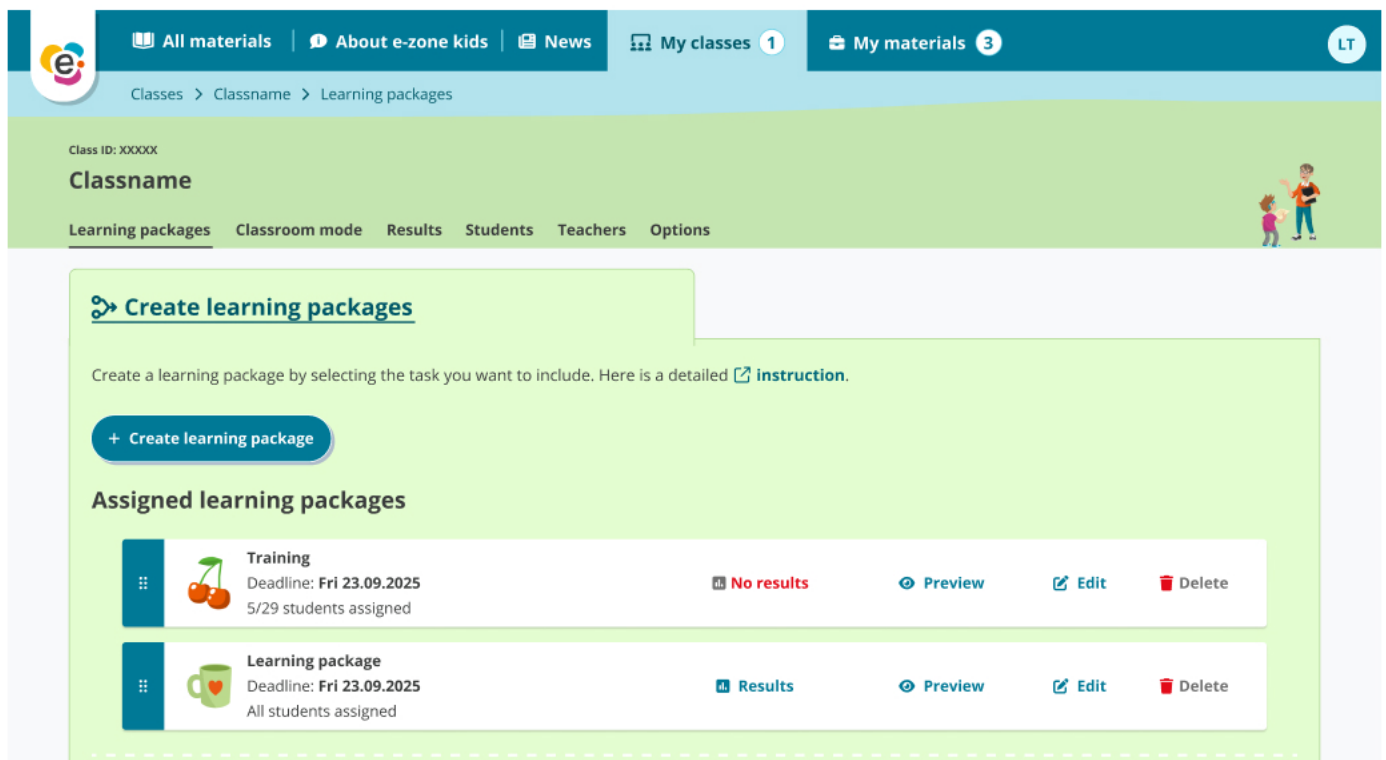 e:
All materials About e-zone kids News My classes 1 My materials 3 LT
Classes > Classname > Learning packages
Class ID: XXXXX
Classname
Learning packages Classroom mode Results Students Teachers Options
Create learning packages
Create a learning package by selecting the task you want to include. Here is a detailed instruction.
+ Create learning package
Assigned learning packages
Training
Deadline: Fri 23.09.2025
5/29 students assigned
No results Preview Edit Delete
Learning package
Deadline: Fri 23.09.2025
All students assigned
Results Preview Edit Delete